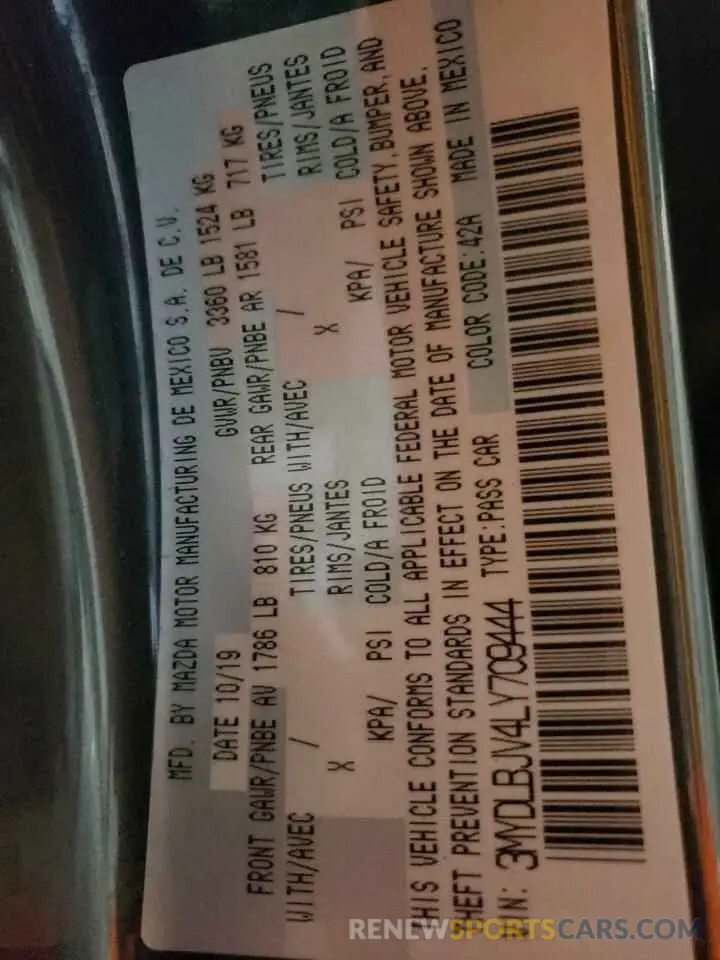 MFD. BY MAZDA MOTOR MANUFACTURING DE MEXICO S.A. DE C.V.
DATE 10/19 GVWR/PNBV 3360 LB 1524 KG
FRONT GAWR/PNBE AV 1786 LB 810 KG REAR GAWR/PNBE AR 1581 LB 717 KG
WITH/AVEC / TIRES/PNEUS WITH/AVEC / TIRES/PNEUS
X RIMS/JANTES X RIMS/JANTES
KPA/ PSI COLD/A FROID KPA/ PSI COLD/A FROID
THIS VEHICLE CONFORMS TO ALL APPLICABLE FEDERAL MOTOR VEHICLE SAFETY, BUMPER, AND
THEFT PREVENTION STANDARDS IN EFFECT ON THE DATE OF MANUFACTURE SHOWN ABOVE.
VIN: 3MYDLBJV4LY709444 TYPE:PASS CAR COLOR CODE:42A MADE IN MEXICO
RENEWSPORTSCARS.COM